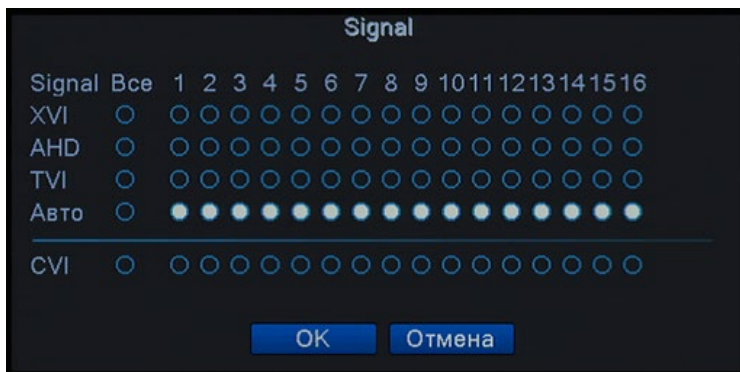 Signal
Signal Все 1 2 3 4 5 6 7 8 9 10 11 12 13 14 15 16
XVI
AHD
TVI
Авто
CVI
OK Отмена